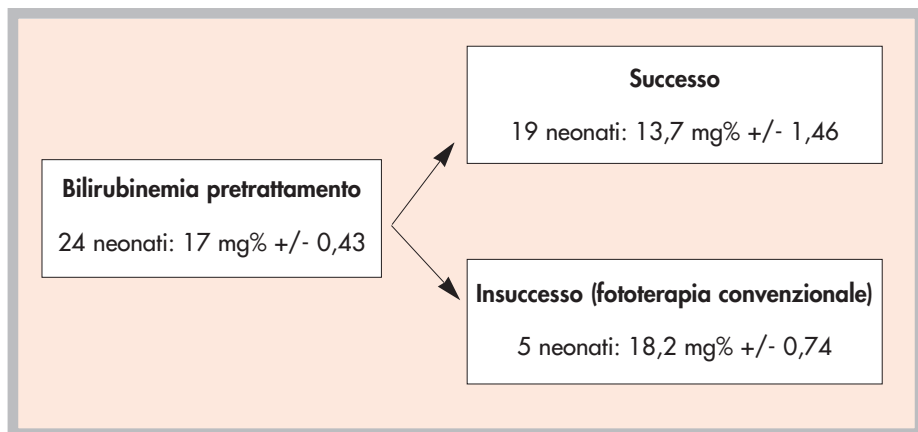 Successo
19 neonati: 13,7 mg% +/- 1,46
Bilirubinemia pretrattamento
24 neonati: 17 mg% +/- 0,43
Insuccesso (fototerapia convenzionale)
5 neonati: 18,2 mg% +/- 0,74